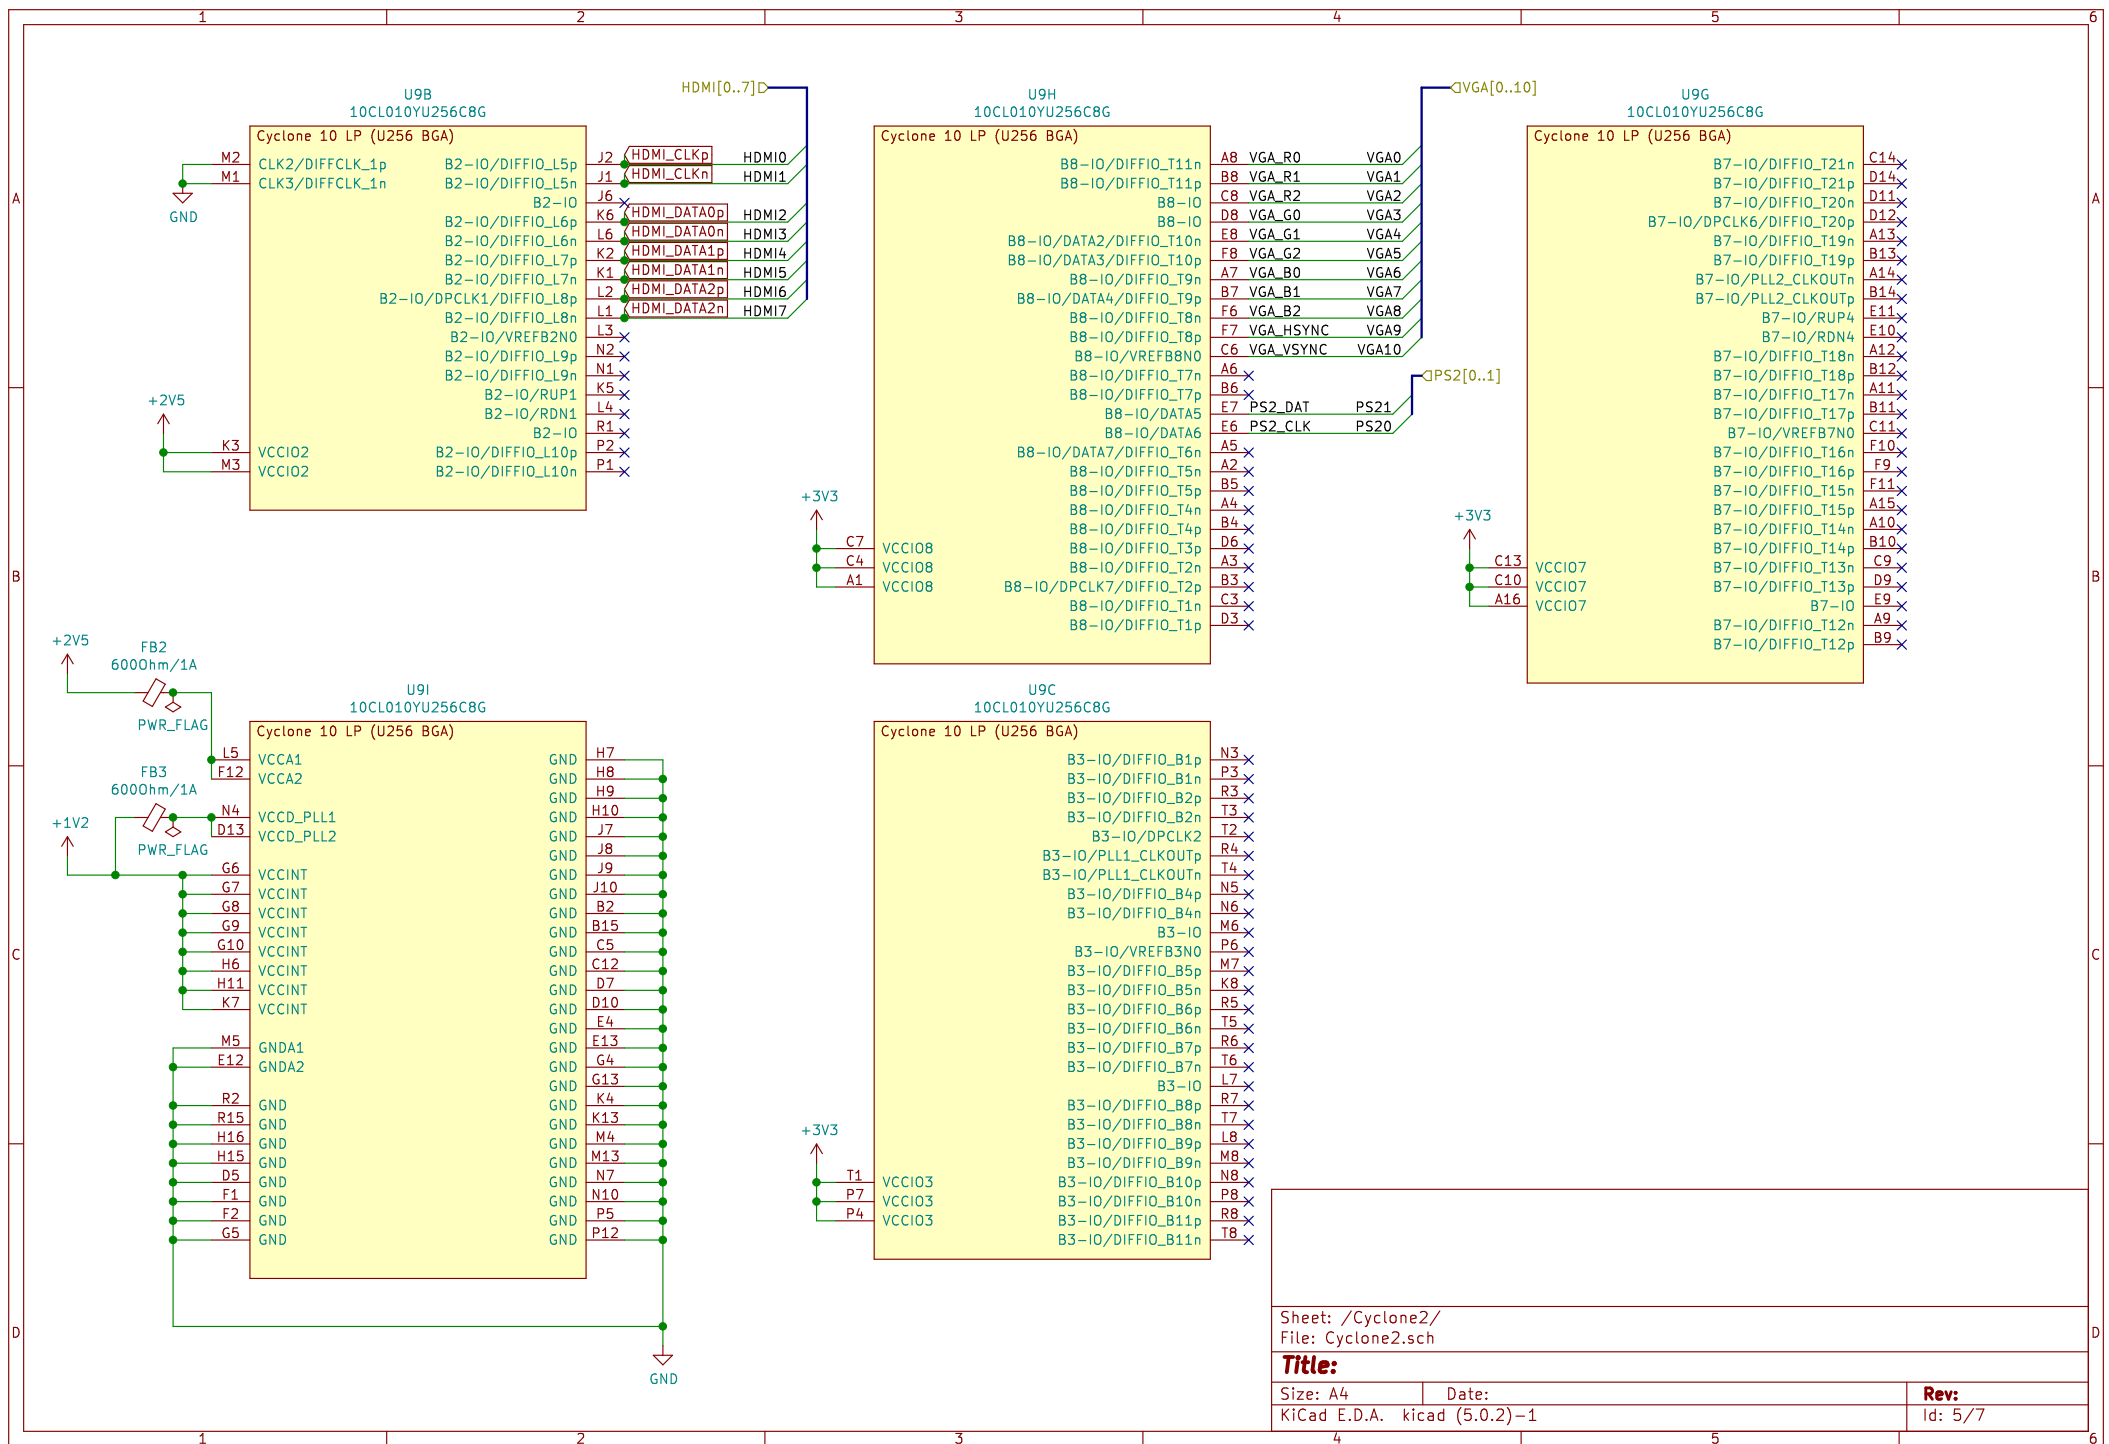 1 2 3 4 5 6
A A
B B
C C
D D
U9B
10CL010YU256C8G
Cyclone 10 LP (U256 BGA)
M2 CLK2/DIFFCLK_1p
M1 CLK3/DIFFCLK_1n
GND
+2V5
K3 VCCIO2
M3 VCCIO2
B2-IO/DIFFIO_L5p J2 HDMI_CLKp HDMI0
B2-IO/DIFFIO_L5n J1 HDMI_CLKn HDMI1
B2-IO J6
B2-IO/DIFFIO_L6p K6 HDMI_DATA0p HDMI2
B2-IO/DIFFIO_L6n L6 HDMI_DATA0n HDMI3
B2-IO/DIFFIO_L7p K2 HDMI_DATA1p HDMI4
B2-IO/DIFFIO_L7n K1 HDMI_DATA1n HDMI5
B2-IO/DPCLK1/DIFFIO_L8p L2 HDMI_DATA2p HDMI6
B2-IO/DIFFIO_L8n L1 HDMI_DATA2n HDMI7
B2-IO/VREFB2N0 L3
B2-IO/DIFFIO_L9p N2
B2-IO/DIFFIO_L9n N1
B2-IO/RUP1 K5
B2-IO/RDN1 L4
B2-IO R1
B2-IO/DIFFIO_L10p P2
B2-IO/DIFFIO_L10n P1
HDMI[0..7]
U9H
10CL010YU256C8G
Cyclone 10 LP (U256 BGA)
B8-IO/DIFFIO_T11n A8 VGA_R0 VGA0
B8-IO/DIFFIO_T11p B8 VGA_R1 VGA1
B8-IO C8 VGA_R2 VGA2
B8-IO D8 VGA_G0 VGA3
B8-IO/DATA2/DIFFIO_T10n E8 VGA_G1 VGA4
B8-IO/DATA3/DIFFIO_T10p F8 VGA_G2 VGA5
B8-IO/DIFFIO_T9n A7 VGA_B0 VGA6
B8-IO/DATA4/DIFFIO_T9p B7 VGA_B1 VGA7
B8-IO/DIFFIO_T8n F6 VGA_B2 VGA8
B8-IO/DIFFIO_T8p F7 VGA_HSYNC VGA9
B8-IO/VREFB8N0 C6 VGA_VSYNC VGA10
B8-IO/DIFFIO_T7n A6
B8-IO/DIFFIO_T7p B6
B8-IO/DATA5 E7 PS2_DAT PS21
B8-IO/DATA6 E6 PS2_CLK PS20
B8-IO/DATA7/DIFFIO_T6n A5
B8-IO/DIFFIO_T5n A2
B8-IO/DIFFIO_T5p B5
B8-IO/DIFFIO_T4n A4
B8-IO/DIFFIO_T4p B4
B8-IO/DIFFIO_T3p D6
B8-IO/DIFFIO_T2n A3
B8-IO/DPCLK7/DIFFIO_T2p B3
B8-IO/DIFFIO_T1n C3
B8-IO/DIFFIO_T1p D3
+3V3
C7 VCCIO8
C4 VCCIO8
A1 VCCIO8
VGA[0..10]
PS2[0..1]
U9G
10CL010YU256C8G
Cyclone 10 LP (U256 BGA)
B7-IO/DIFFIO_T21n C14
B7-IO/DIFFIO_T21p D14
B7-IO/DIFFIO_T20n D11
B7-IO/DPCLK6/DIFFIO_T20p D12
B7-IO/DIFFIO_T19n A13
B7-IO/DIFFIO_T19p B13
B7-IO/PLL2_CLKOUTn A14
B7-IO/PLL2_CLKOUTp B14
B7-IO/RUP4 E11
B7-IO/RDN4 E10
B7-IO/DIFFIO_T18n A12
B7-IO/DIFFIO_T18p B12
B7-IO/DIFFIO_T17n A11
B7-IO/DIFFIO_T17p B11
B7-IO/VREFB7N0 C11
B7-IO/DIFFIO_T16n F10
B7-IO/DIFFIO_T16p F9
B7-IO/DIFFIO_T15n F11
B7-IO/DIFFIO_T15p A15
B7-IO/DIFFIO_T14n A10
B7-IO/DIFFIO_T14p B10
B7-IO/DIFFIO_T13n C9
B7-IO/DIFFIO_T13p D9
B7-IO E9
B7-IO/DIFFIO_T12n A9
B7-IO/DIFFIO_T12p B9
+3V3
C13 VCCIO7
C10 VCCIO7
A16 VCCIO7
+2V5
FB2
600Ohm/1A
PWR_FLAG
FB3
600Ohm/1A
+1V2
PWR_FLAG
U9I
10CL010YU256C8G
Cyclone 10 LP (U256 BGA)
L5 VCCA1
F12 VCCA2
N4 VCCD_PLL1
D13 VCCD_PLL2
G6 VCCINT
G7 VCCINT
G8 VCCINT
G9 VCCINT
G10 VCCINT
H6 VCCINT
H11 VCCINT
K7 VCCINT
M5 GNDA1
E12 GNDA2
R2 GND
R15 GND
H16 GND
H15 GND
D5 GND
F1 GND
F2 GND
G5 GND
GND H7
GND H8
GND H9
GND H10
GND J7
GND J8
GND J9
GND J10
GND B2
GND B15
GND C5
GND C12
GND D7
GND D10
GND E4
GND E13
GND G4
GND G13
GND K4
GND K13
GND M4
GND M13
GND N7
GND N10
GND P5
GND P12
GND
U9C
10CL010YU256C8G
Cyclone 10 LP (U256 BGA)
B3-IO/DIFFIO_B1p N3
B3-IO/DIFFIO_B1n P3
B3-IO/DIFFIO_B2p R3
B3-IO/DIFFIO_B2n T3
B3-IO/DPCLK2 T2
B3-IO/PLL1_CLKOUTp R4
B3-IO/PLL1_CLKOUTn T4
B3-IO/DIFFIO_B4p N5
B3-IO/DIFFIO_B4n N6
B3-IO M6
B3-IO/VREFB3N0 P6
B3-IO/DIFFIO_B5p M7
B3-IO/DIFFIO_B5n K8
B3-IO/DIFFIO_B6p R5
B3-IO/DIFFIO_B6n T5
B3-IO/DIFFIO_B7p R6
B3-IO/DIFFIO_B7n T6
B3-IO L7
B3-IO/DIFFIO_B8p R7
B3-IO/DIFFIO_B8n T7
B3-IO/DIFFIO_B9p L8
B3-IO/DIFFIO_B9n M8
B3-IO/DIFFIO_B10p N8
B3-IO/DIFFIO_B10n P8
B3-IO/DIFFIO_B11p R8
B3-IO/DIFFIO_B11n T8
+3V3
T1 VCCIO3
P7 VCCIO3
P4 VCCIO3
Sheet: /Cyclone2/
File: Cyclone2.sch
Title:
Size: A4 Date: Rev:
KiCad E.D.A. kicad (5.0.2)-1 Id: 5/7
1 2 3 4 5 6